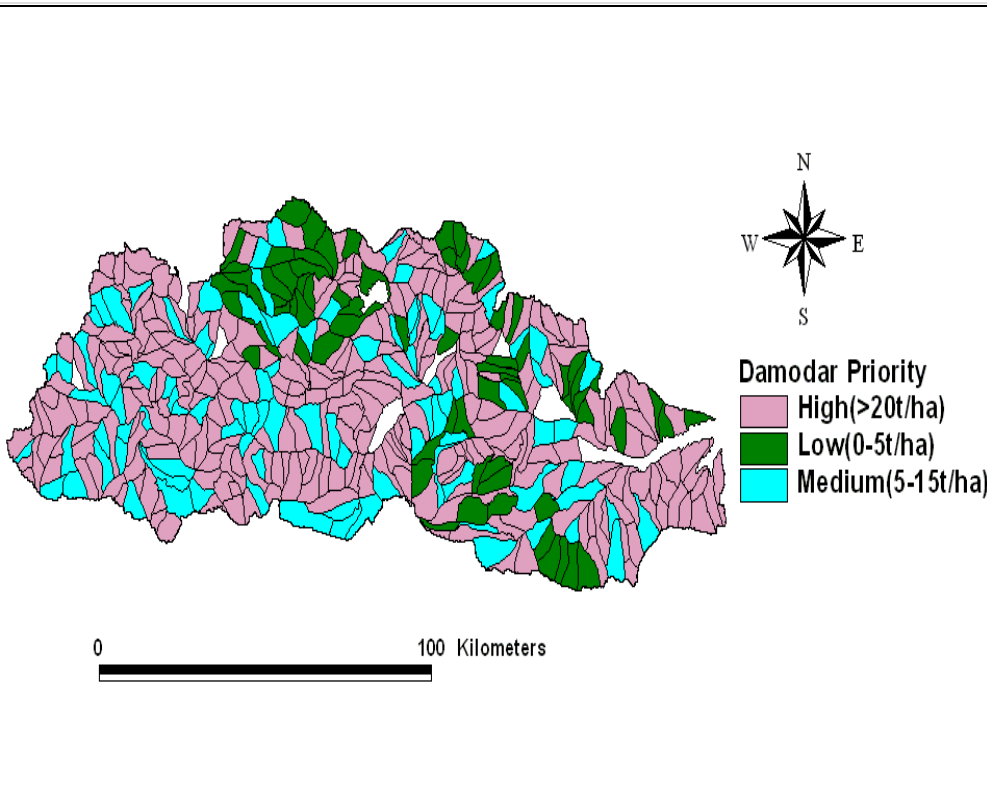 N
W E
S
Damodar Priority
High(>20t/ha)
Low(0-5t/ha)
Medium(5-15t/ha)
0 100 Kilometers